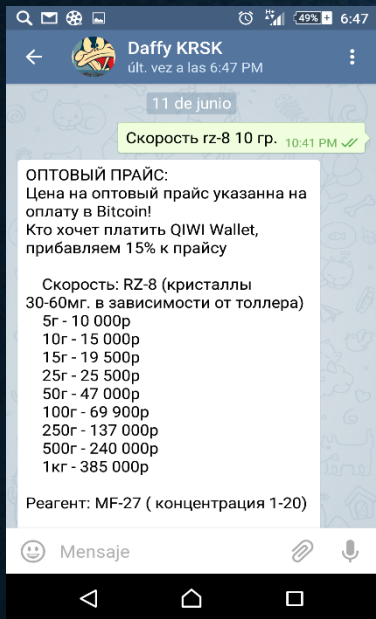 49% 6:47
Daffy KRSK
últ. vez a las 6:47 PM
11 de junio
Скорость rz-8 10 гр. 10:41 PM
ОПТОВЫЙ ПРАЙС:
Цена на оптовый прайс указанна на
оплату в Bitcoin!
Кто хочет платить QIWI Wallet,
прибавляем 15% к прайсу
Скорость: RZ-8 (кристаллы
30-60мг. в зависимости от толлера)
5г - 10 000р
10г - 15 000р
15г - 19 500р
25г - 25 500р
50г - 47 000р
100г - 69 900р
250г - 137 000р
500г - 240 000р
1кг - 385 000р
Реагент: MF-27 ( концентрация 1-20)
Mensaje